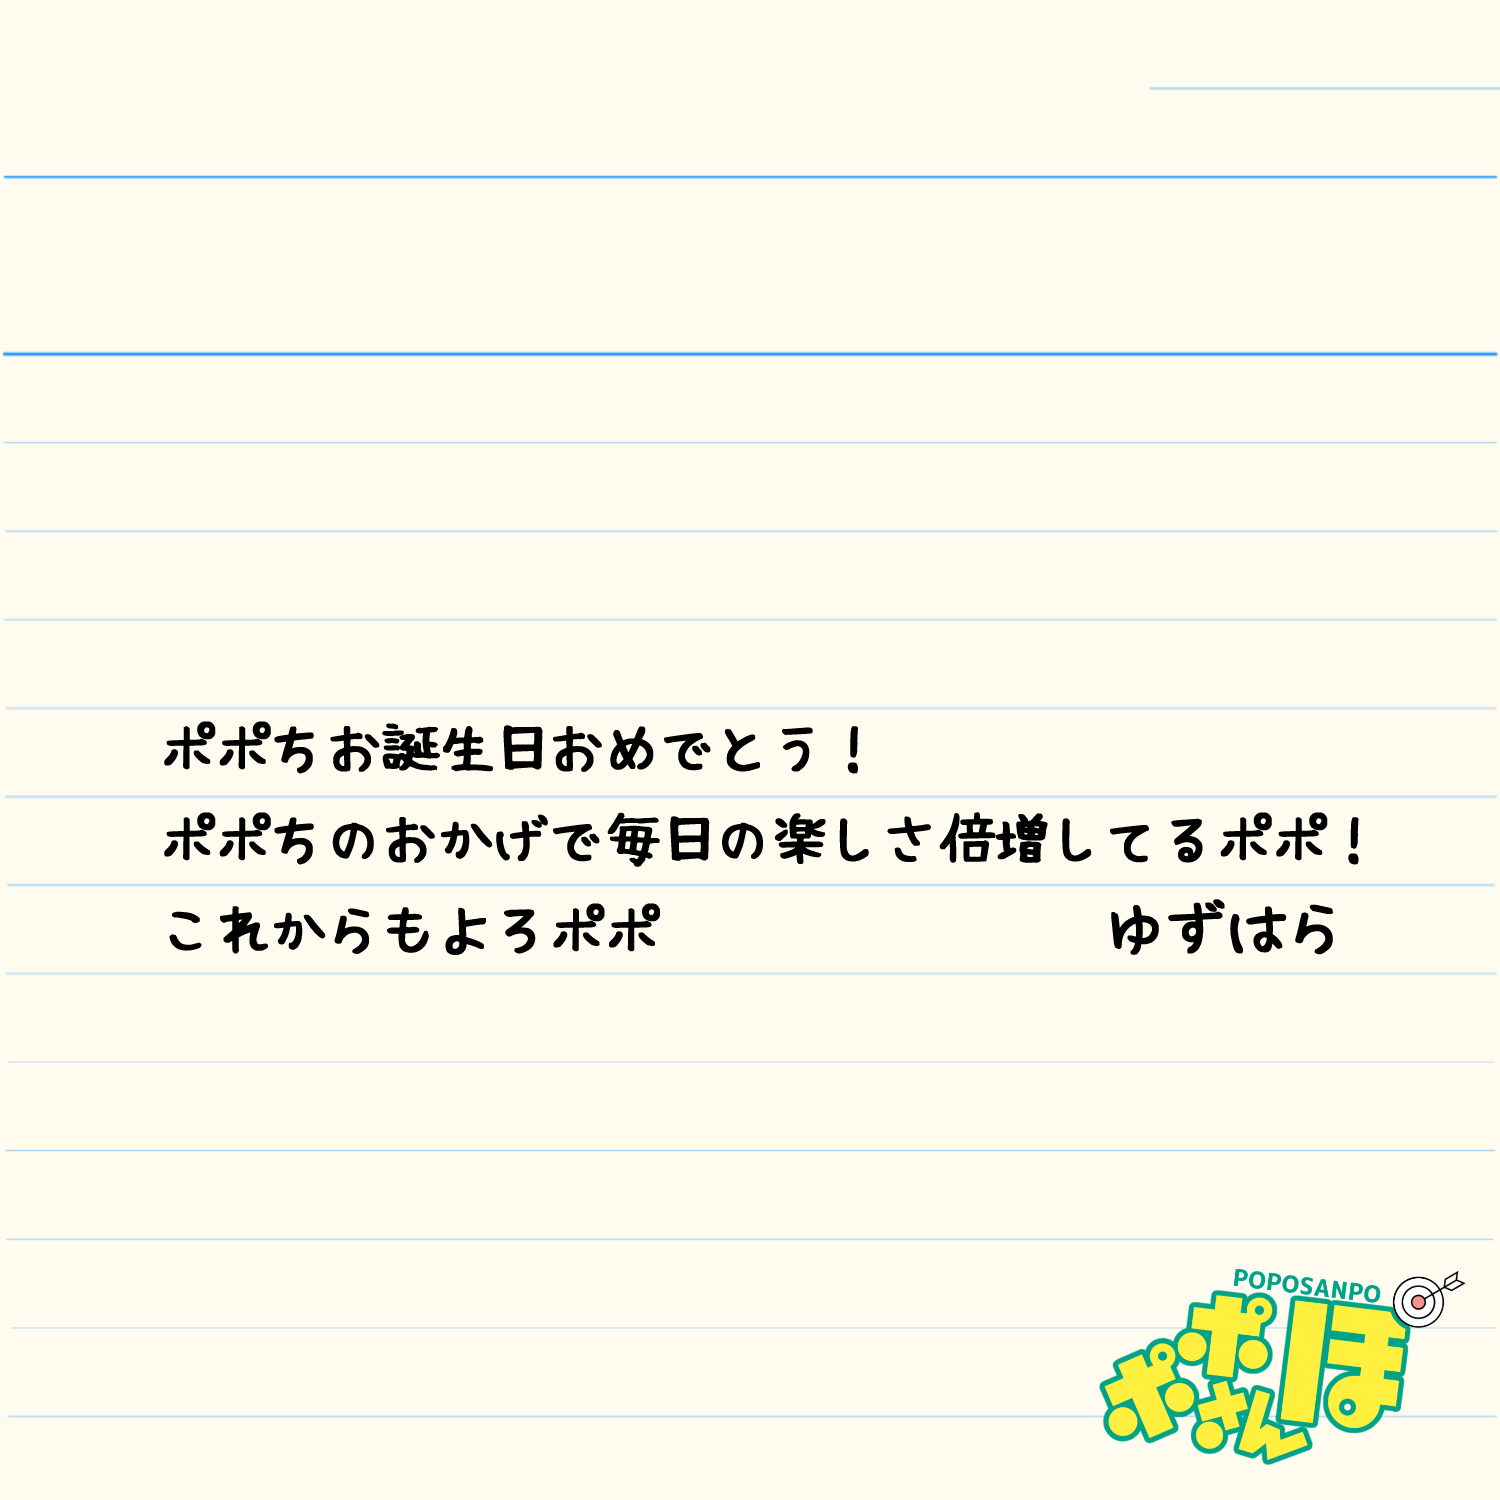 ポポちお誕生日おめでとう！
ポポちのおかげで毎日の楽しさ倍増してるポポ！
これからもよろポポ　ゆずはら
POPOSANPO
ポポさんぽ